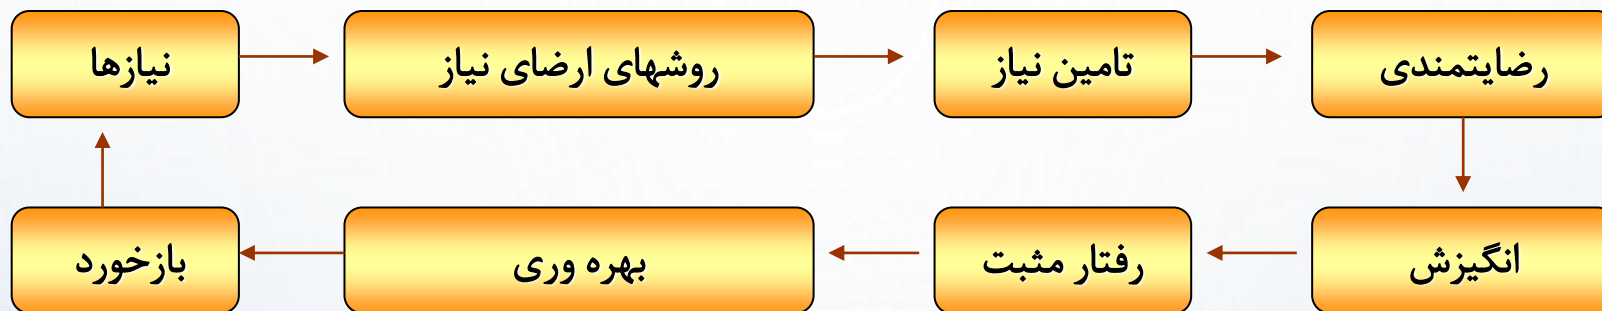 نیازها
روشهای ارضای نیاز
تامین نیاز
رضایتمندی
انگیزش
رفتار مثبت
بهره وری
بازخورد